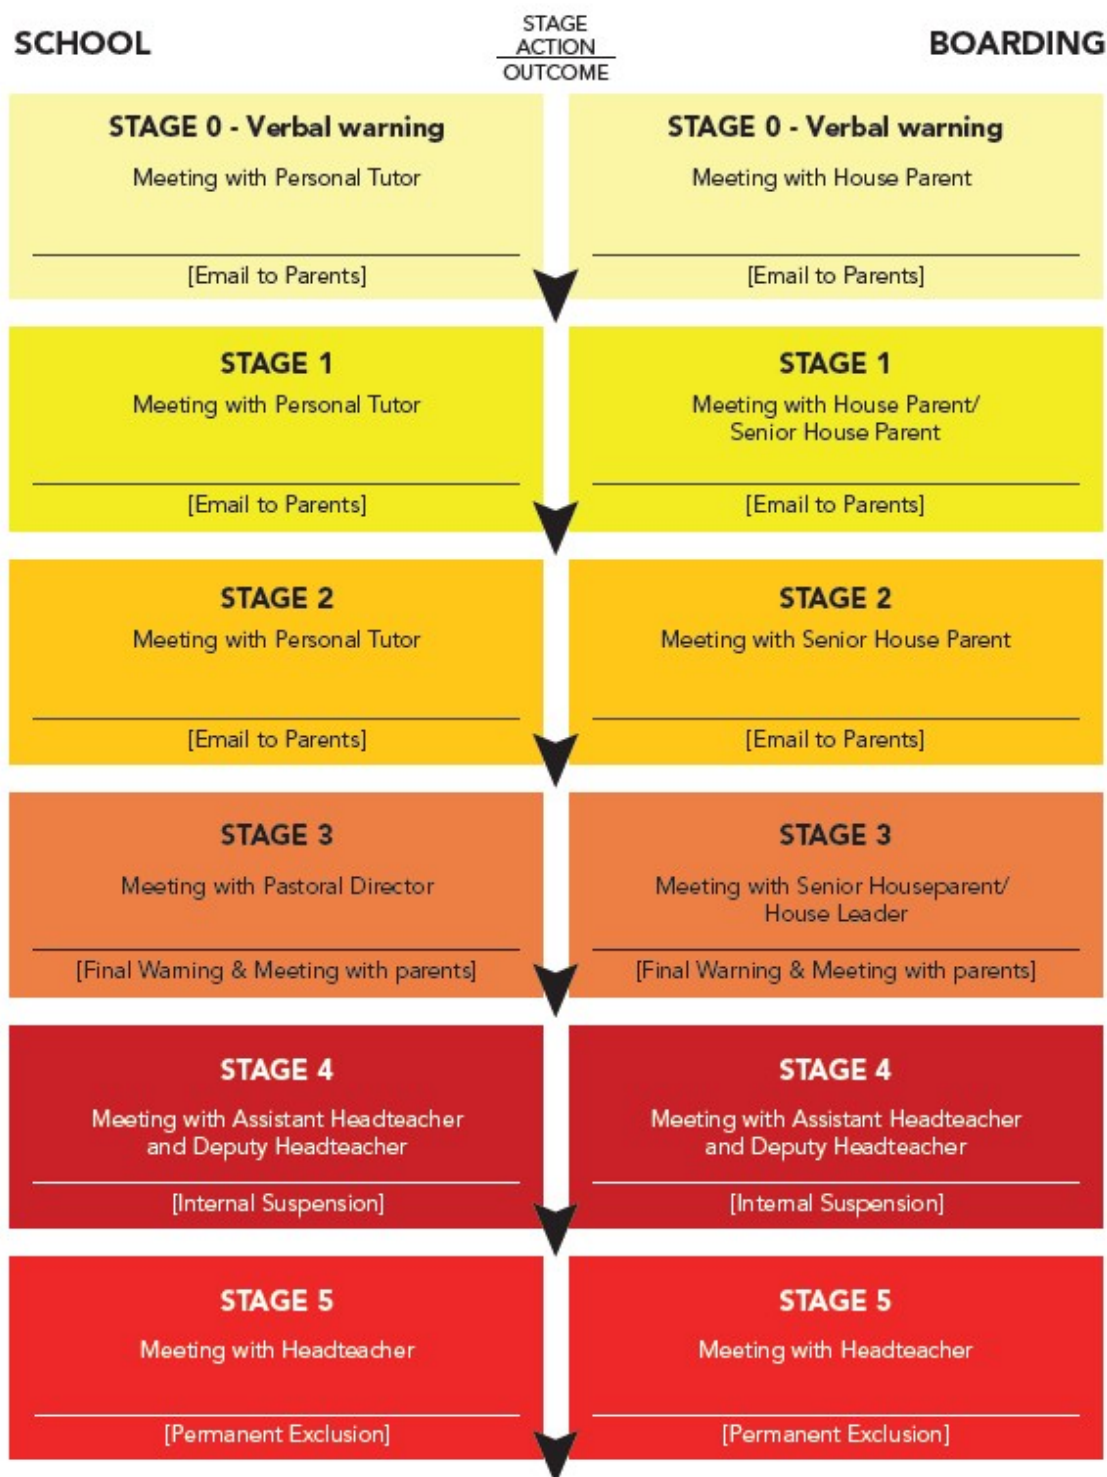 SCHOOL
STAGE
ACTION
OUTCOME
BOARDING
STAGE 0 - Verbal warning
Meeting with Personal Tutor
[Email to Parents]
STAGE 0 - Verbal warning
Meeting with House Parent
[Email to Parents]
STAGE 1
Meeting with Personal Tutor
[Email to Parents]
STAGE 1
Meeting with House Parent/
Senior House Parent
[Email to Parents]
STAGE 2
Meeting with Personal Tutor
[Email to Parents]
STAGE 2
Meeting with Senior House Parent
[Email to Parents]
STAGE 3
Meeting with Pastoral Director
[Final Warning & Meeting with parents]
STAGE 3
Meeting with Senior Houseparent/
House Leader
[Final Warning & Meeting with parents]
STAGE 4
Meeting with Assistant Headteacher
and Deputy Headteacher
[Internal Suspension]
STAGE 4
Meeting with Assistant Headteacher
and Deputy Headteacher
[Internal Suspension]
STAGE 5
Meeting with Headteacher
[Permanent Exclusion]
STAGE 5
Meeting with Headteacher
[Permanent Exclusion]